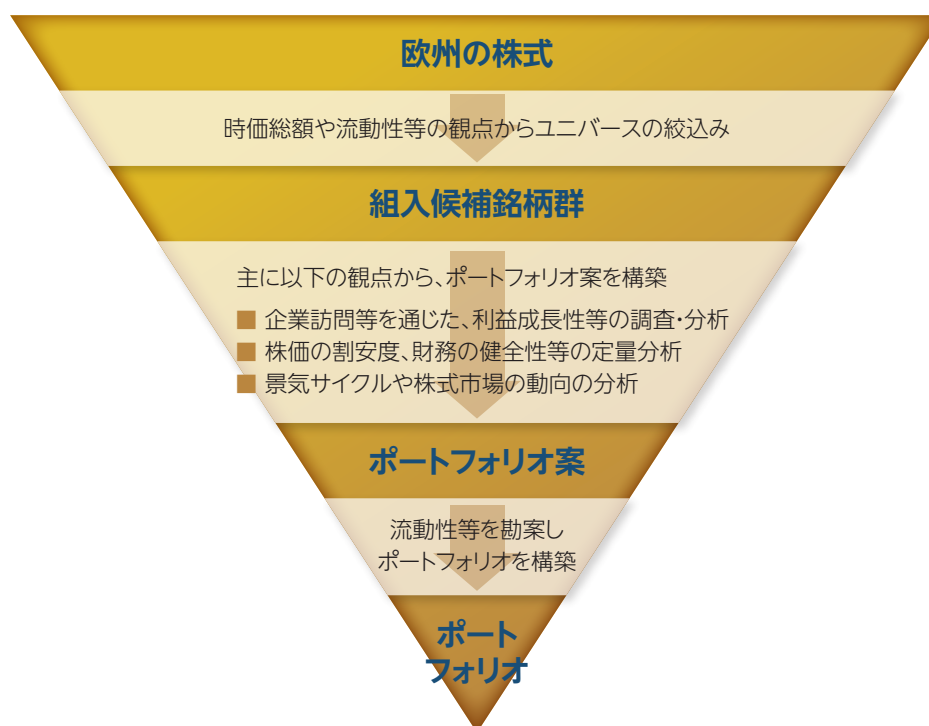 欧州の株式
時価総額や流動性等の観点からユニバースの絞込み
組入候補銘柄群
主に以下の観点から、ポートフォリオ案を構築
■ 企業訪問等を通じた、利益成長性等の調査・分析
■ 株価の割安度、財務の健全性等の定量分析
■ 景気サイクルや株式市場の動向の分析
ポートフォリオ案
流動性等を勘案し
ポートフォリオを構築
ポート
フォリオ